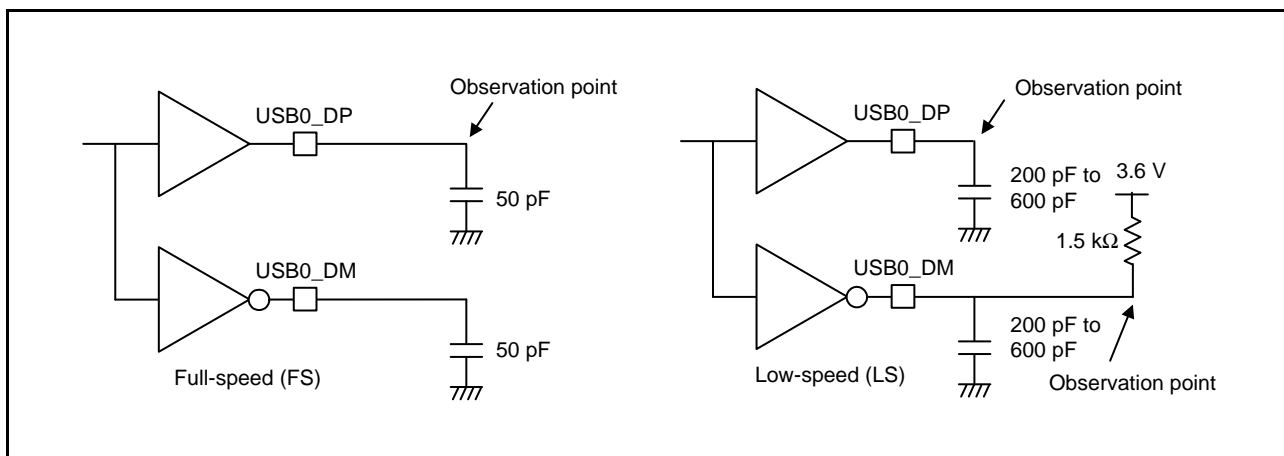 Observation point
USB0_DP
50 pF
USB0_DM
50 pF
Full-speed (FS)
Observation point
USB0_DP
200 pF to
600 pF
3.6 V
1.5 kΩ
USB0_DM
200 pF to
600 pF
Low-speed (LS)
Observation point